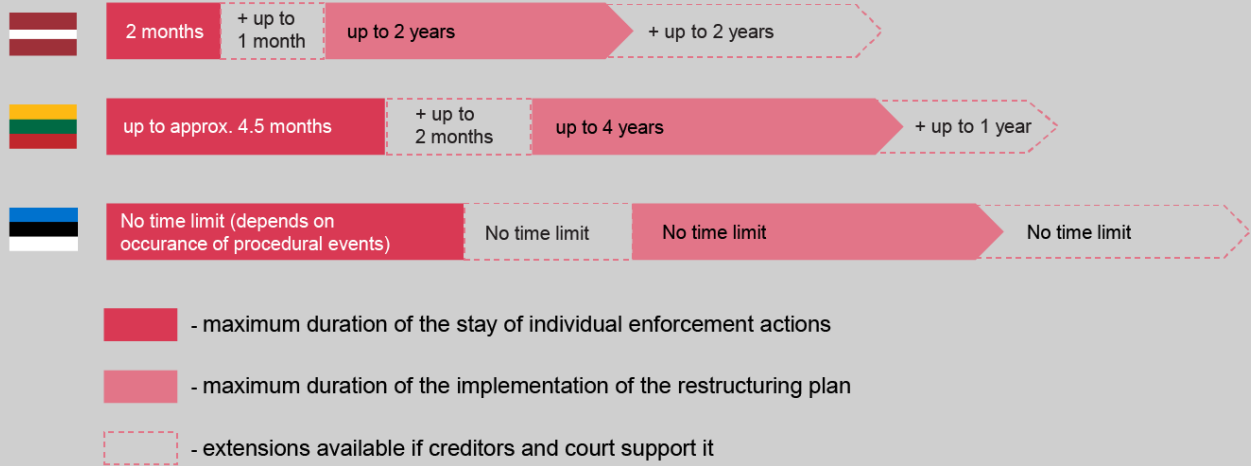 2 months
+ up to
1 month
up to 2 years
+ up to 2 years
up to approx. 4.5 months
+ up to
2 months
up to 4 years
+ up to 1 year
No time limit (depends on
occurance of procedural events)
No time limit
No time limit
No time limit
- maximum duration of the stay of individual enforcement actions
- maximum duration of the implementation of the restructuring plan
- extensions available if creditors and court support it